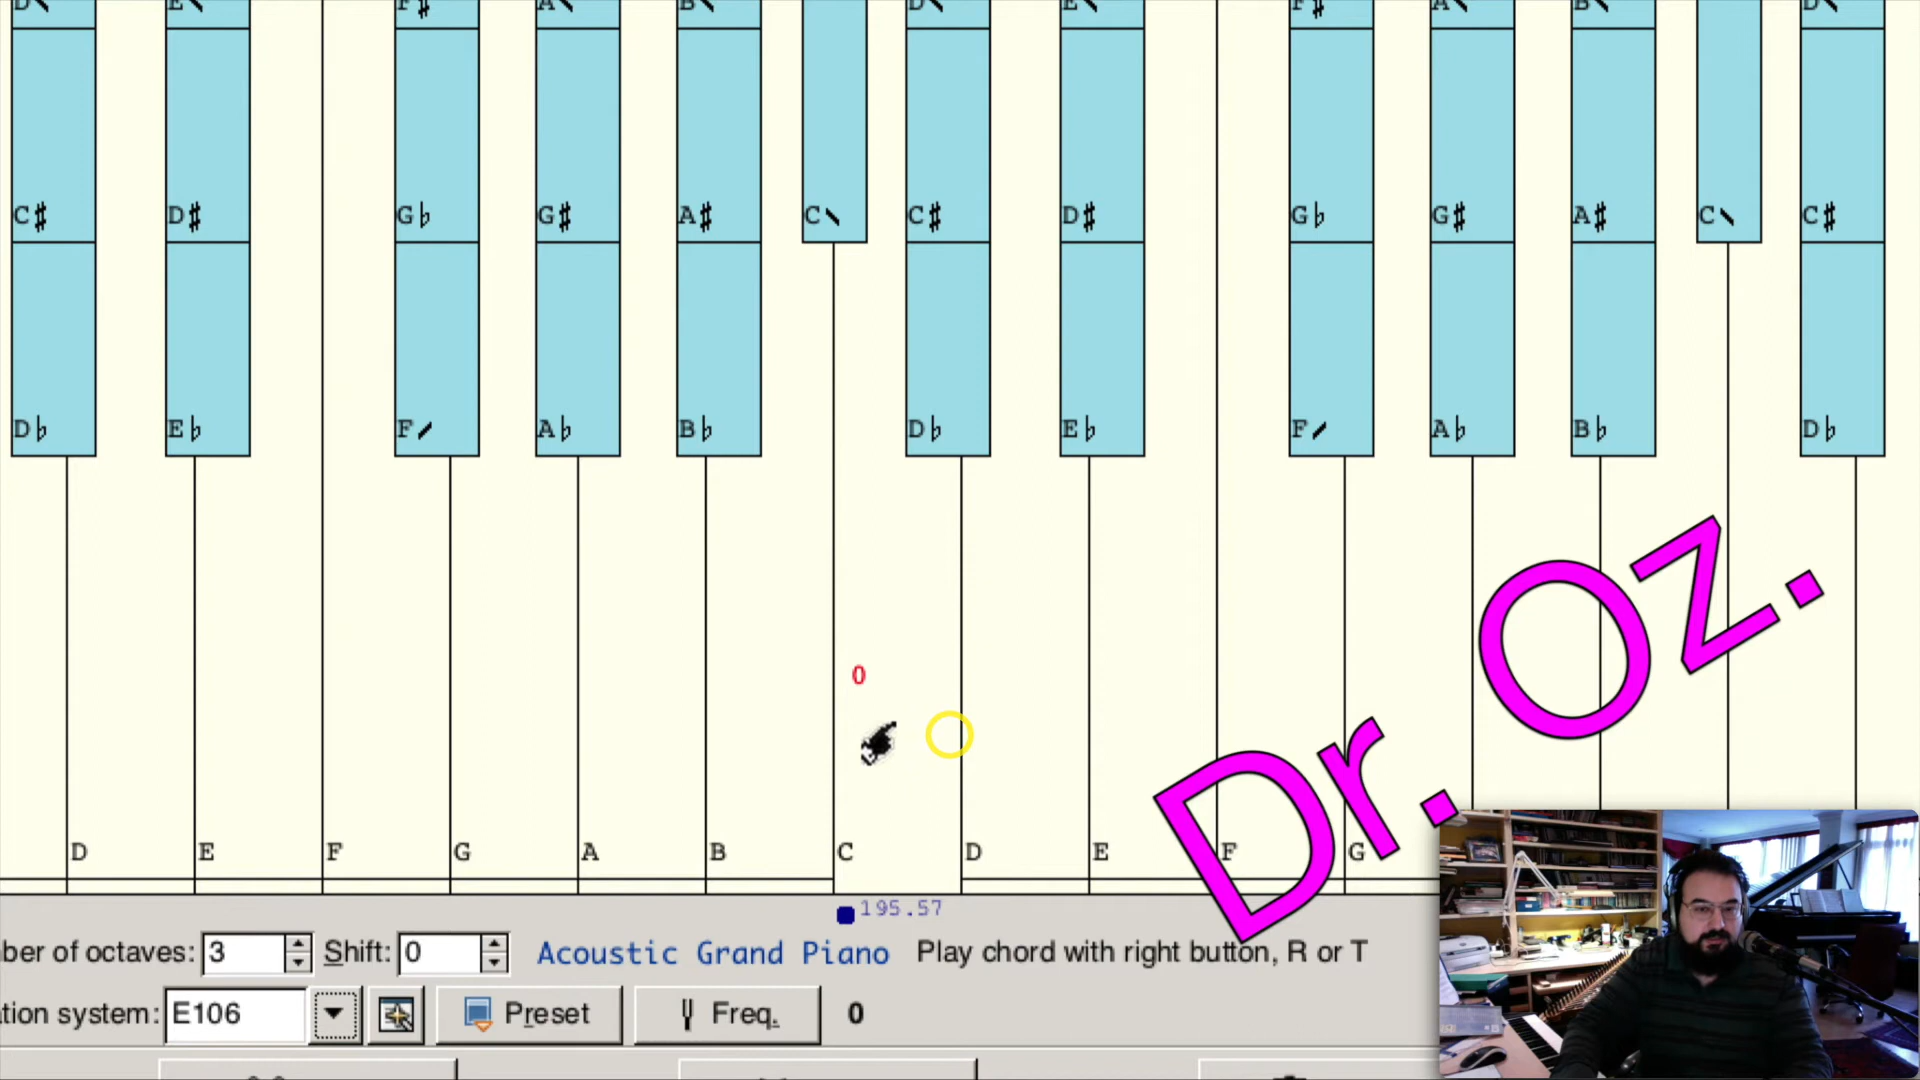 D♭ E♭ F♯ A♭ B♭ D♭ E♭ F♯ A♭ B♭ D♭
C♯ D♯ G♭ G♯ A♯ C\ C♯ D♯ G♭ G♯ A♯ C\ C♯
D♭ E♭ F/ A♭ B♭ D♭ E♭ F/ A♭ B♭ D♭
0
Dr. Oz.
D E F G A B C D E F G
195.57
ber of octaves: 3 Shift: 0 Acoustic Grand Piano Play chord with right button, R or T
tion system: E106 Preset Freq. 0